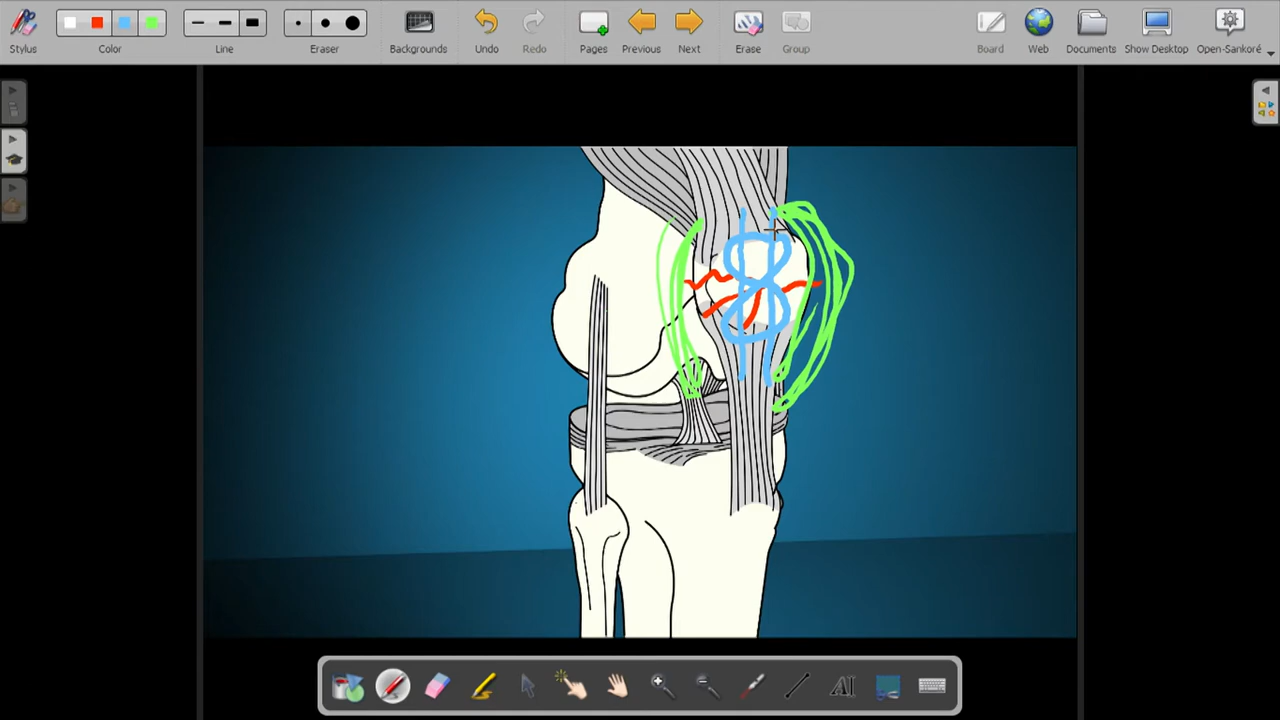 Stylus
Color
Line
Eraser
Backgrounds
Undo
Redo
Pages
Previous
Next
Erase
Group
Board
Web
Documents
Show Desktop
Open-Sankoré
AI